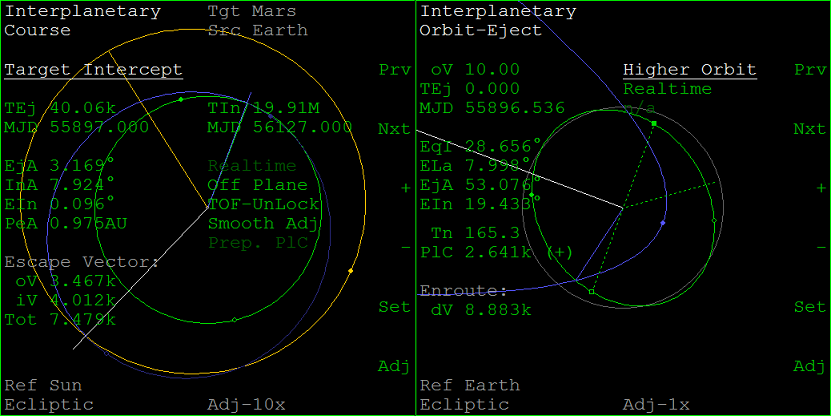 Interplanetary Tgt Mars
Course Src Earth
Target Intercept Prv
TEj 40.06k TIn 19.91M
MJD 55897.000 MJD 56127.000
Nxt
EjA 3.169° Realtime
InA 7.924° Off Plane +
EIn 0.096° TOF-UnLock
PeA 0.975AU Smooth Adj
Prep. PlC -
Escape Vector:
oV 3.467k
iV 4.012k Set
Tot 7.479k
Adj
Ref Sun
Ecliptic Adj-10x
Interplanetary
Orbit-Eject
oV 10.00 Higher Orbit Prv
TEj 0.000 Realtime
MJD 55896.536 n/a
Nxt
EqI 28.656°
ELa 7.998°
EjA 53.076° +
EIn 19.433°
Tn 165.3
PlC 2.641k (+) -
Enroute:
dV 8.883k Set
Adj
Ref Earth
Ecliptic Adj-1x